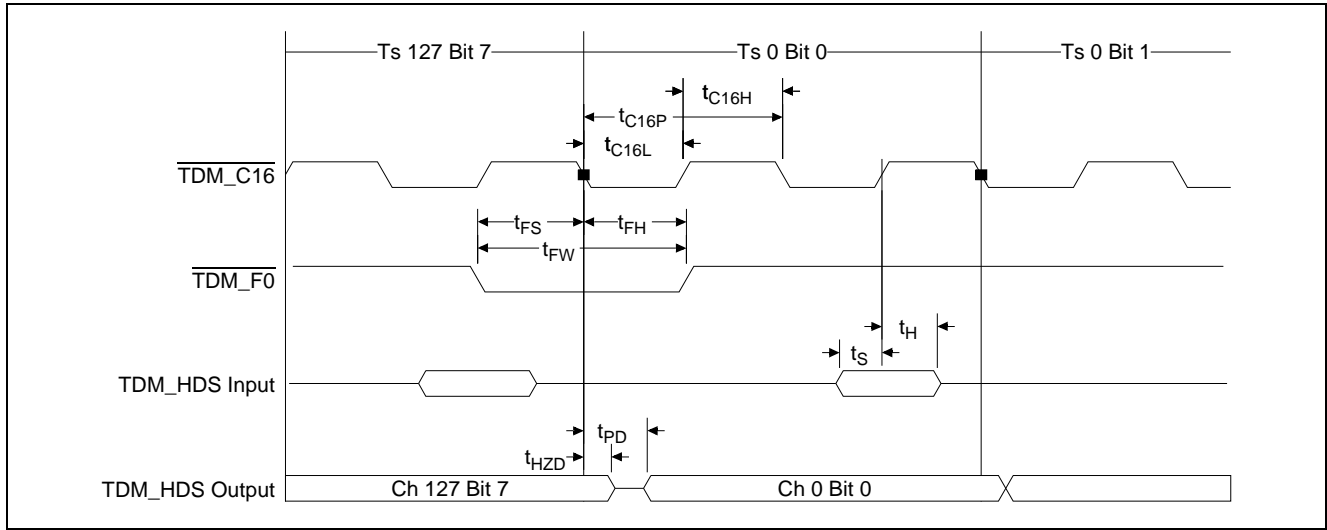 Ts 127 Bit 7 Ts 0 Bit 0 Ts 0 Bit 1
tC16H
tC16P
tC16L
TDM_C16
tFS tFH
tFW
TDM_F0
tH
tS
TDM_HDS Input
tPD
tHZD
TDM_HDS Output Ch 127 Bit 7 Ch 0 Bit 0